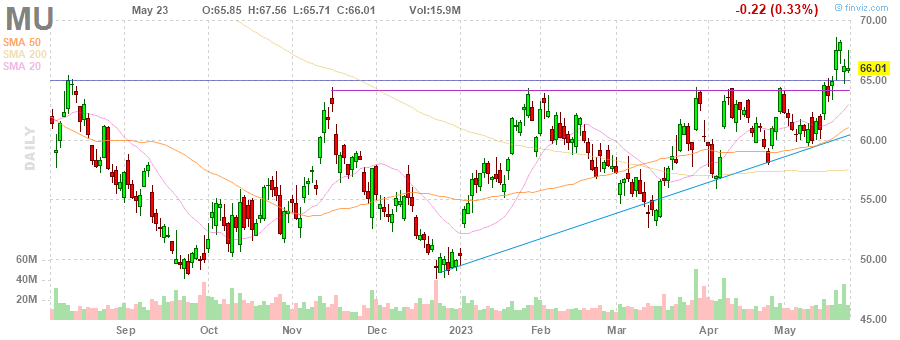 MU
May 23
O:65.85 H:67.56 L:65.71 C:66.01 Vol:15.9M
-0.22 (0.33%)
© finviz.com
SMA 50
SMA 200
SMA 20
DAILY
70.00
66.01
65.00
60.00
55.00
50.00
45.00
60M
40M
20M
Sep Oct Nov Dec 2023 Feb Mar Apr May